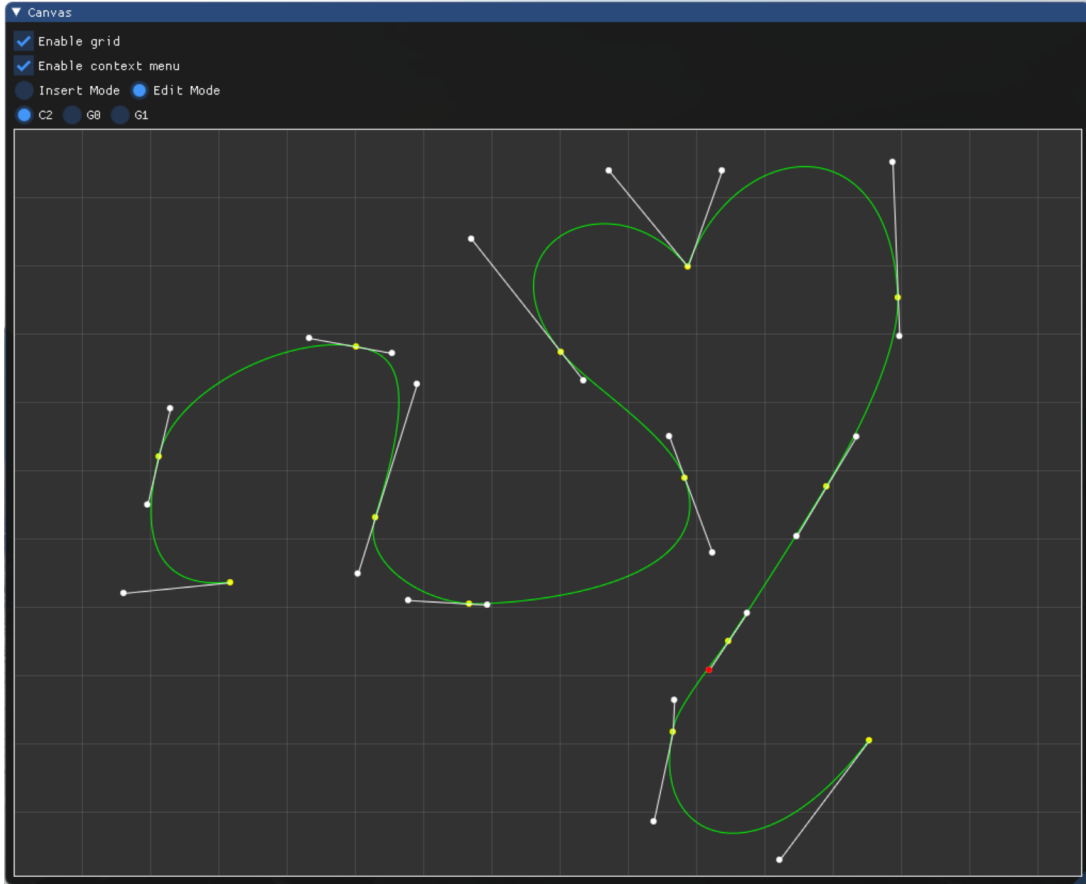 Canvas
Enable grid
Enable context menu
Insert Mode Edit Mode
C2 G0 G1